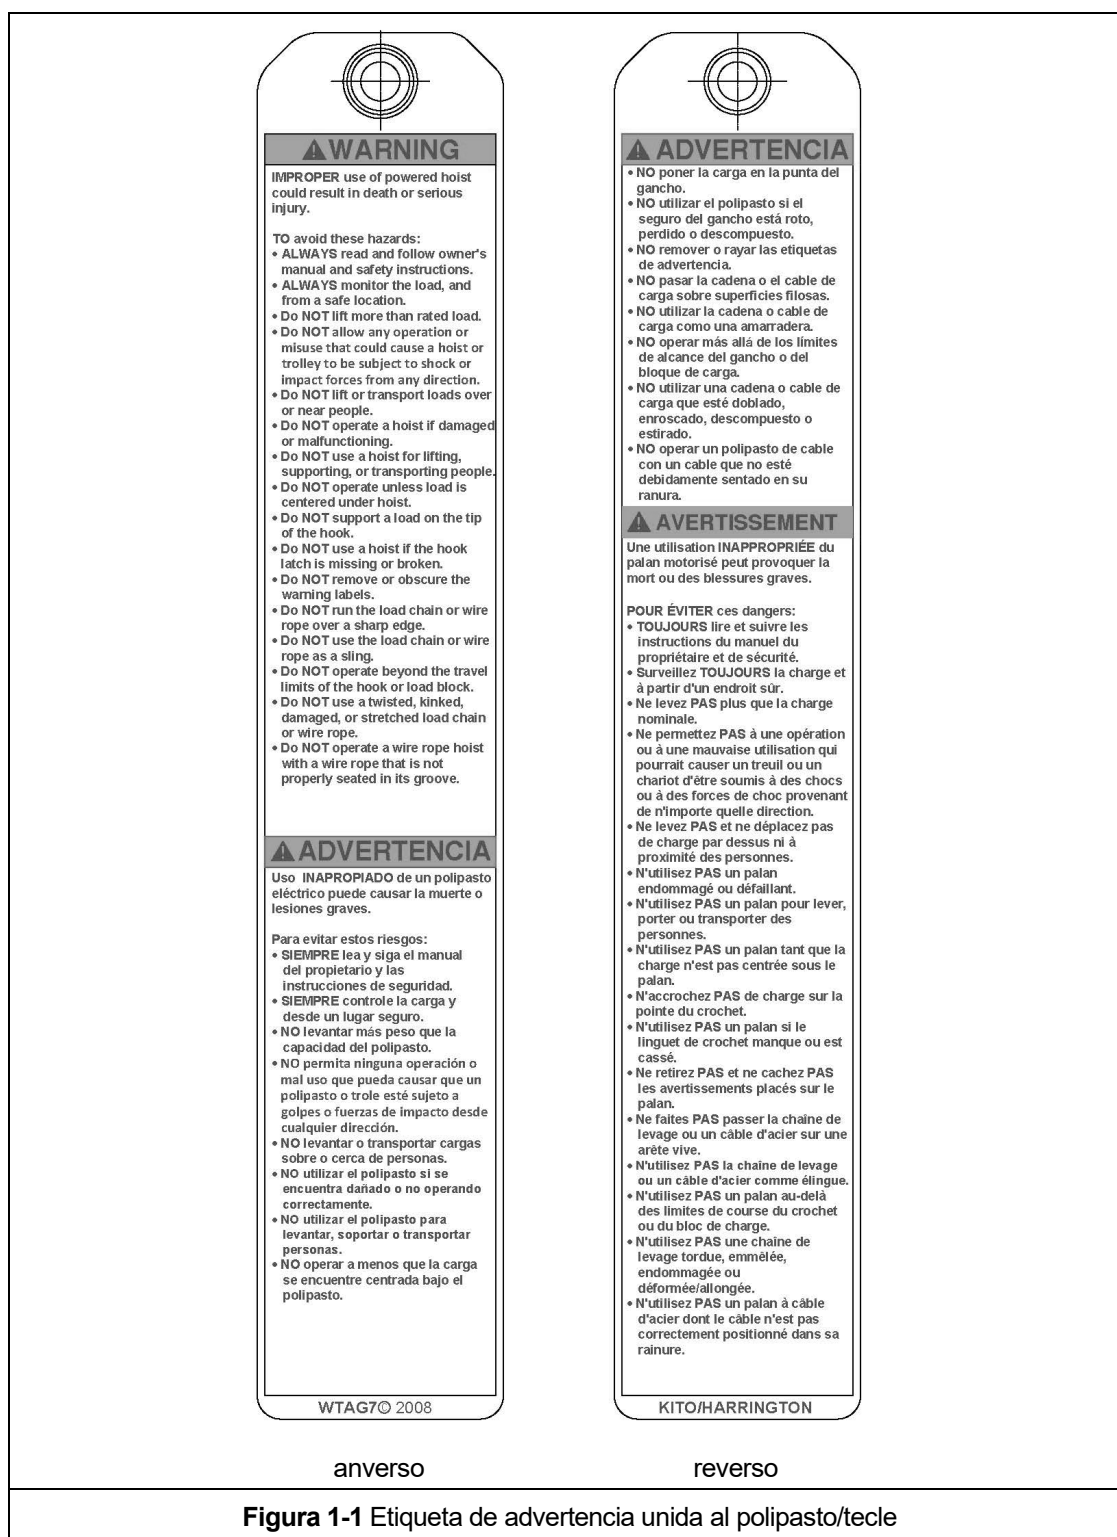 WARNING
IMPROPER use of powered hoist
could result in death or serious
injury.
TO avoid these hazards:
• ALWAYS read and follow owner's
manual and safety instructions.
• ALWAYS monitor the load, and
from a safe location.
• Do NOT lift more than rated load.
• Do NOT allow any operation or
misuse that could cause a hoist or
trolley to be subject to shock or
impact forces from any direction.
• Do NOT lift or transport loads over
or near people.
• Do NOT operate a hoist if damaged
or malfunctioning.
• Do NOT use a hoist for lifting,
supporting, or transporting people.
• Do NOT operate unless load is
centered under hoist.
• Do NOT support a load on the tip
of the hook.
• Do NOT use a hoist if the hook
latch is missing or broken.
• Do NOT remove or obscure the
warning labels.
• Do NOT run the load chain or wire
rope over a sharp edge.
• Do NOT use the load chain or wire
rope as a sling.
• Do NOT operate beyond the travel
limits of the hook or load block.
• Do NOT use a twisted, kinked,
damaged, or stretched load chain
or wire rope.
• Do NOT operate a wire rope hoist
with a wire rope that is not
properly seated in its groove.
ADVERTENCIA
Uso INAPROPIADO de un polipasto
eléctrico puede causar la muerte o
lesiones graves.
Para evitar estos riesgos:
• SIEMPRE lea y siga el manual
del propietario y las
instrucciones de seguridad.
• SIEMPRE controle la carga y
desde un lugar seguro.
• NO levantar más peso que la
capacidad del polipasto.
• NO permita ninguna operación o
mal uso que pueda causar que un
polipasto o trole esté sujeto a
golpes o fuerzas de impacto desde
cualquier dirección.
• NO levantar o transportar cargas
sobre o cerca de personas.
• NO utilizar el polipasto si se
encuentra dañado o no operando
correctamente.
• NO utilizar el polipasto para
levantar, soportar o transportar
personas.
• NO operar a menos que la carga
se encuentre centrada bajo el
polipasto.
WTAG7© 2008
anverso
ADVERTENCIA
• NO poner la carga en la punta del
gancho.
• NO utilizar el polipasto si el
seguro del gancho está roto,
perdido o descompuesto.
• NO remover o rayar las etiquetas
de advertencia.
• NO pasar la cadena o el cable de
carga sobre superficies filosas.
• NO utilizar la cadena o cable de
carga como una amarradera.
• NO operar más allá de los límites
de alcance del gancho o del
bloque de carga.
• NO utilizar una cadena o cable de
carga que esté doblado,
enroscado, descompuesto o
estirado.
• NO operar un polipasto de cable
con un cable que no esté
debidamente sentado en su
ranura.
AVERTISSEMENT
Une utilisation INAPPROPRIÉE du
palan motorisé peut provoquer la
mort ou des blessures graves.
POUR ÉVITER ces dangers:
• TOUJOURS lire et suivre les
instructions du manuel du
propriétaire et de sécurité.
• Surveillez TOUJOURS la charge et
à partir d'un endroit sûr.
• Ne levez PAS plus que la charge
nominale.
• Ne permettez PAS à une opération
ou à une mauvaise utilisation qui
pourrait causer un treuil ou un
chariot d'être soumis à des chocs
ou à des forces de choc provenant
de n'importe quelle direction.
• Ne levez PAS et ne déplacez pas
de charge par dessus ni à
proximité des personnes.
• N'utilisez PAS un palan
endommagé ou défaillant.
• N'utilisez PAS un palan pour lever,
porter ou transporter des
personnes.
• N'utilisez PAS un palan tant que la
charge n'est pas centrée sous le
palan.
• N'accrochez PAS de charge sur la
pointe du crochet.
• N'utilisez PAS un palan si le
linguet de crochet manque ou est
cassé.
• Ne retirez PAS et ne cachez PAS
les avertissements placés sur le
palan.
• Ne faites PAS passer la chaîne de
levage ou un câble d'acier sur une
arête vive.
• N'utilisez PAS la chaîne de levage
ou un câble d'acier comme élingue.
• N'utilisez PAS un palan au-delà
des limites de course du crochet
ou du bloc de charge.
• N'utilisez PAS une chaîne de
levage tordue, emmêlée,
endommagée ou
déformée/allongée.
• N'utilisez PAS un palan à câble
d'acier dont le câble n'est pas
correctement positionné dans sa
rainure.
KITO/HARRINGTON
reverso
Figura 1-1 Etiqueta de advertencia unida al polipasto/tecle